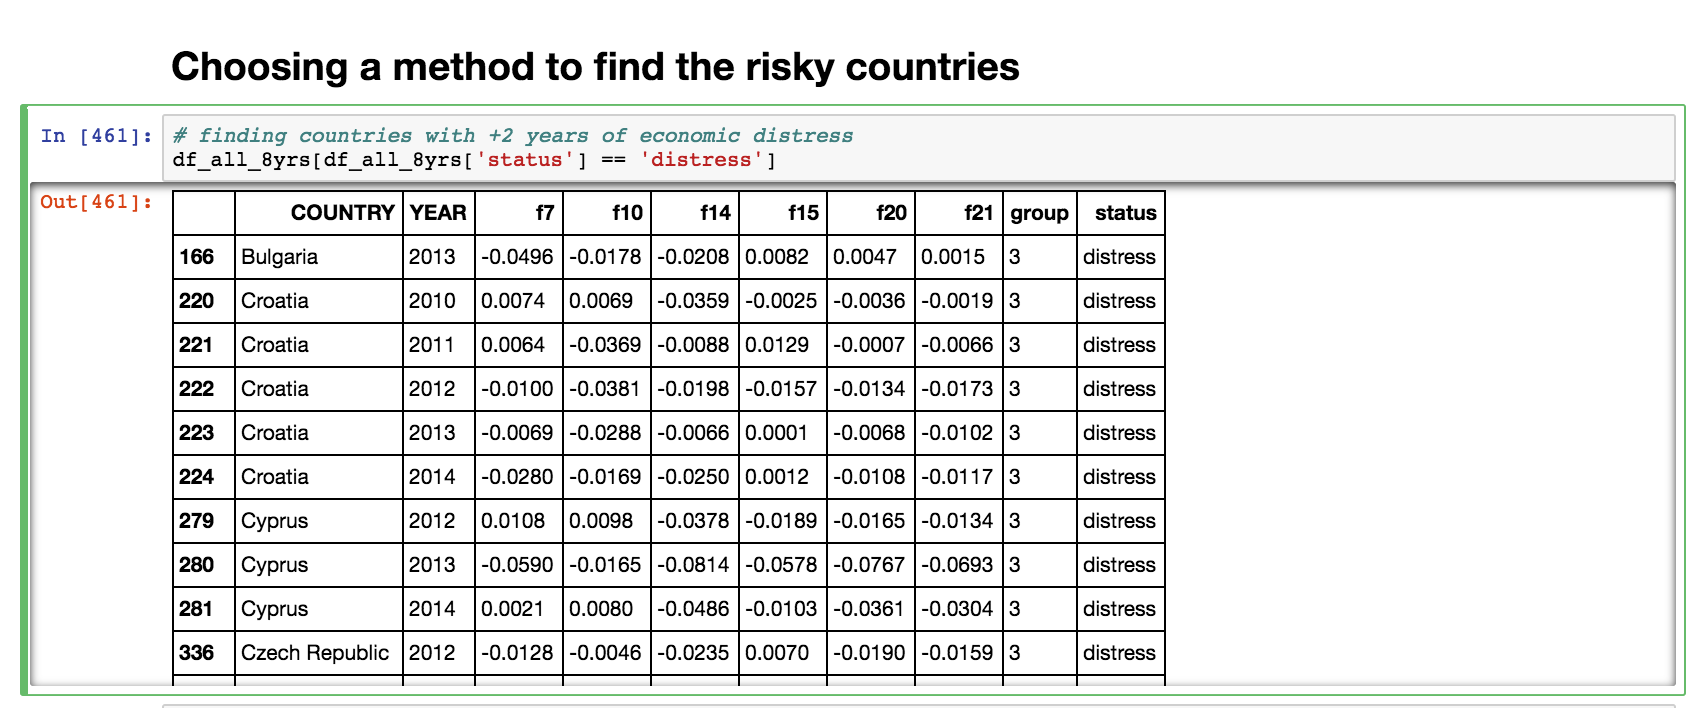 Choosing a method to find the risky countries
In [461]: # finding countries with +2 years of economic distress
df_all_8yrs[df_all_8yrs['status'] == 'distress']
Out[461]:
COUNTRY YEAR f7 f10 f14 f15 f20 f21 group status
166 Bulgaria 2013 -0.0496 -0.0178 -0.0208 0.0082 0.0047 0.0015 3 distress
220 Croatia 2010 0.0074 0.0069 -0.0359 -0.0025 -0.0036 -0.0019 3 distress
221 Croatia 2011 0.0064 -0.0369 -0.0088 0.0129 -0.0007 -0.0066 3 distress
222 Croatia 2012 -0.0100 -0.0381 -0.0198 -0.0157 -0.0134 -0.0173 3 distress
223 Croatia 2013 -0.0069 -0.0288 -0.0066 0.0001 -0.0068 -0.0102 3 distress
224 Croatia 2014 -0.0280 -0.0169 -0.0250 0.0012 -0.0108 -0.0117 3 distress
279 Cyprus 2012 0.0108 0.0098 -0.0378 -0.0189 -0.0165 -0.0134 3 distress
280 Cyprus 2013 -0.0590 -0.0165 -0.0814 -0.0578 -0.0767 -0.0693 3 distress
281 Cyprus 2014 0.0021 0.0080 -0.0486 -0.0103 -0.0361 -0.0304 3 distress
336 Czech Republic 2012 -0.0128 -0.0046 -0.0235 0.0070 -0.0190 -0.0159 3 distress